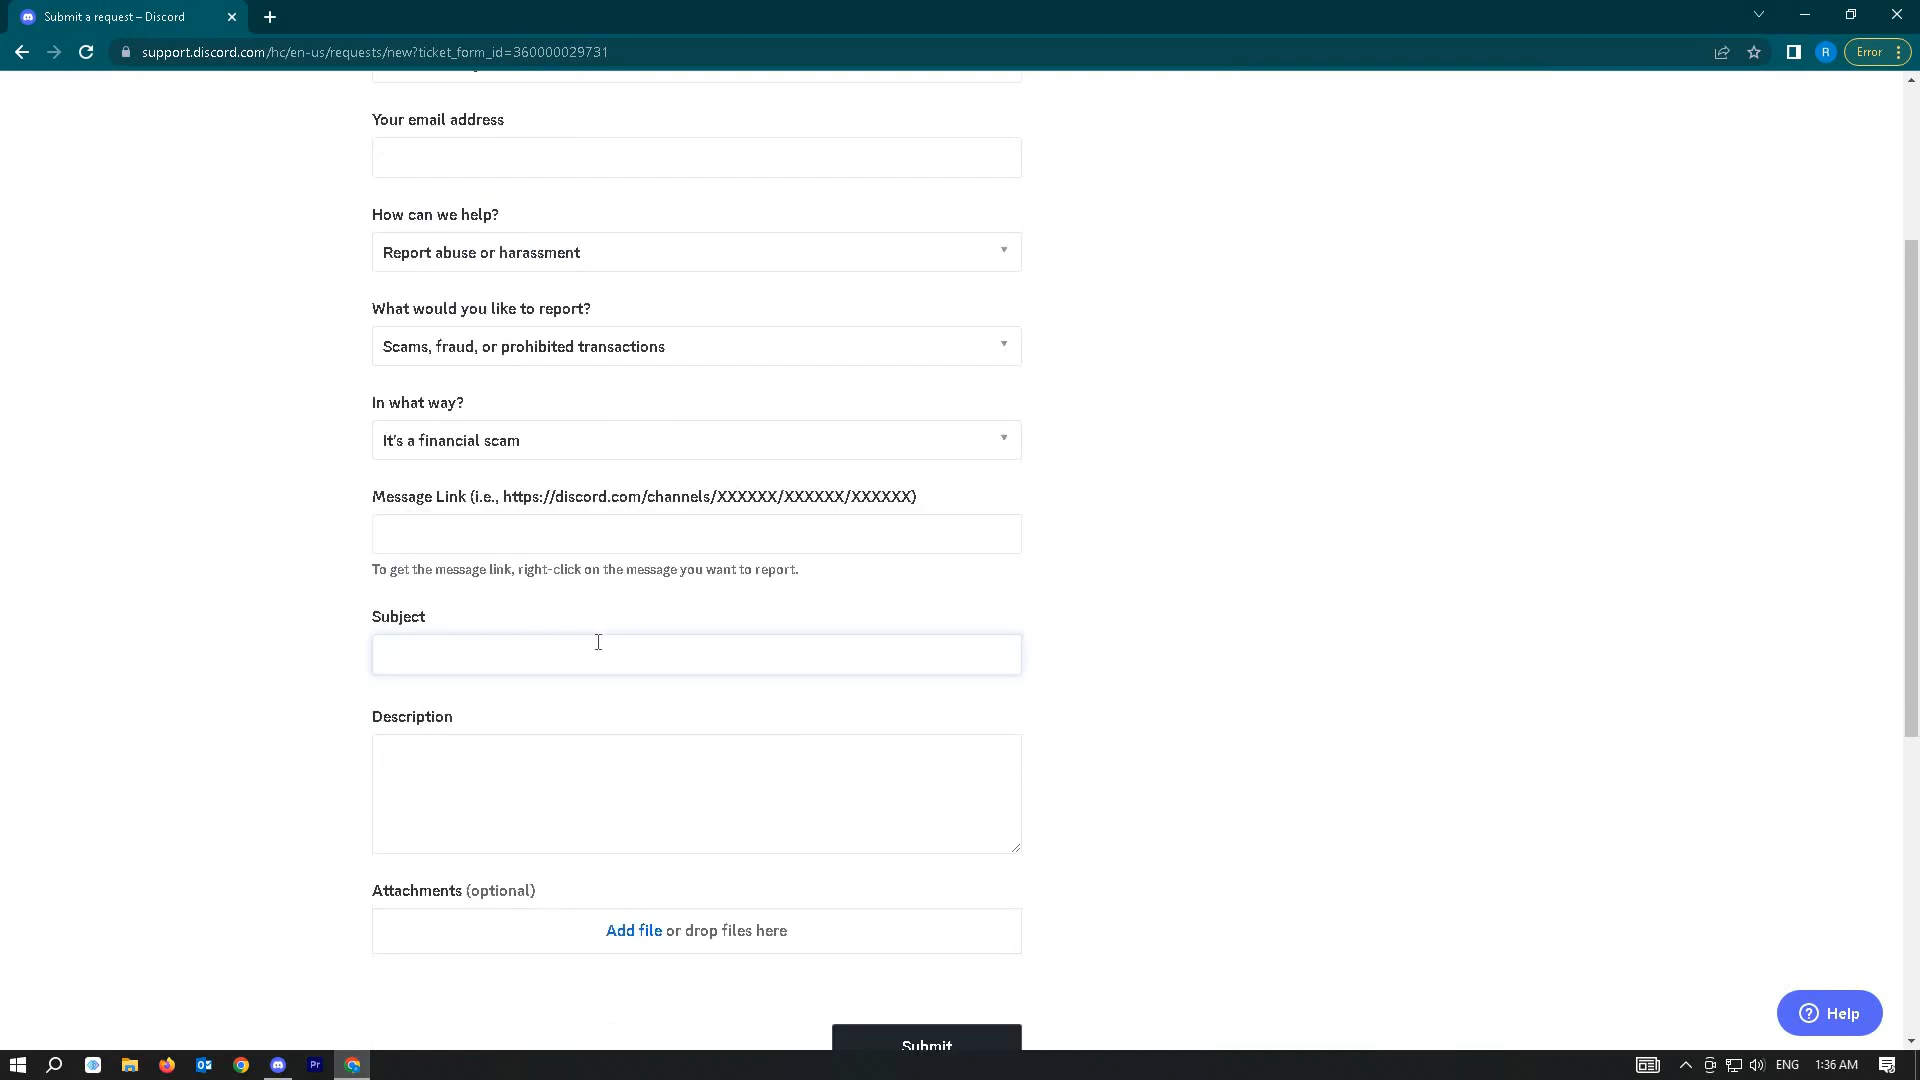 Submit a request – Discord
support.discord.com/hc/en-us/requests/new?ticket_form_id=360000029731
R
Error
Your email address
How can we help?
Report abuse or harassment
What would you like to report?
Scams, fraud, or prohibited transactions
In what way?
It's a financial scam
Message Link (i.e., https://discord.com/channels/XXXXXX/XXXXXX/XXXXXX)
To get the message link, right-click on the message you want to report.
Subject
Description
Attachments (optional)
Add file or drop files here
Submit
Help
Pr
ENG
1:36 AM